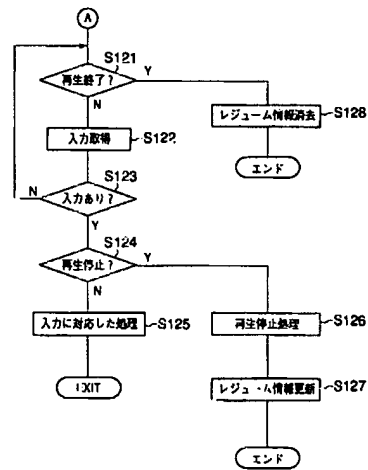 A
S121
再生終了？
Y
N
レジューム情報消去
S128
入力取得
S122
エンド
S123
N
入力あり？
Y
S124
再生停止？
Y
N
入力に対応した処理
S125
再生停止処理
S126
EXIT
レジューム情報更新
S127
エンド